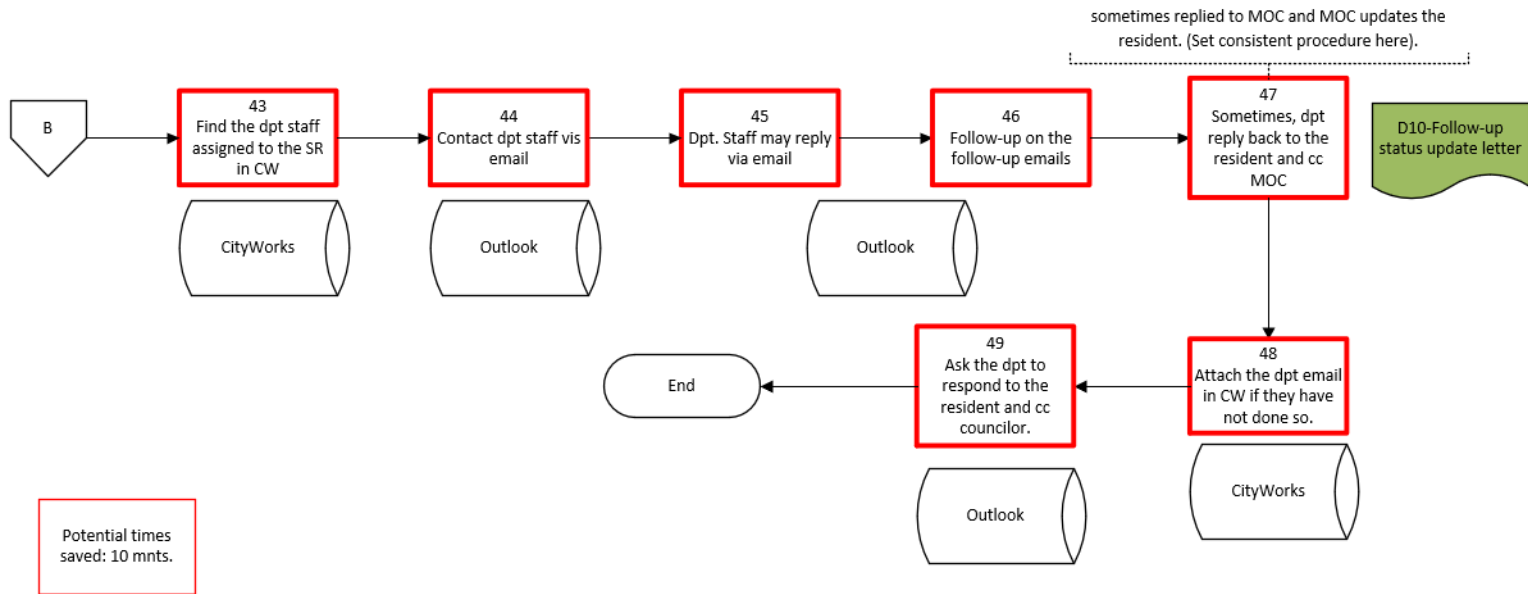 sometimes replied to MOC and MOC updates the
resident. (Set consistent procedure here).
B
43
Find the dpt staff
assigned to the SR
in CW
44
Contact dpt staff vis
email
45
Dpt. Staff may reply
via email
46
Follow-up on the
follow-up emails
47
Sometimes, dpt
reply back to the
resident and cc
MOC
D10-Follow-up
status update letter
CityWorks
Outlook
Outlook
End
49
Ask the dpt to
respond to the
resident and cc
councilor.
48
Attach the dpt email
in CW if they have
not done so.
Outlook
CityWorks
Potential times
saved: 10 mnts.